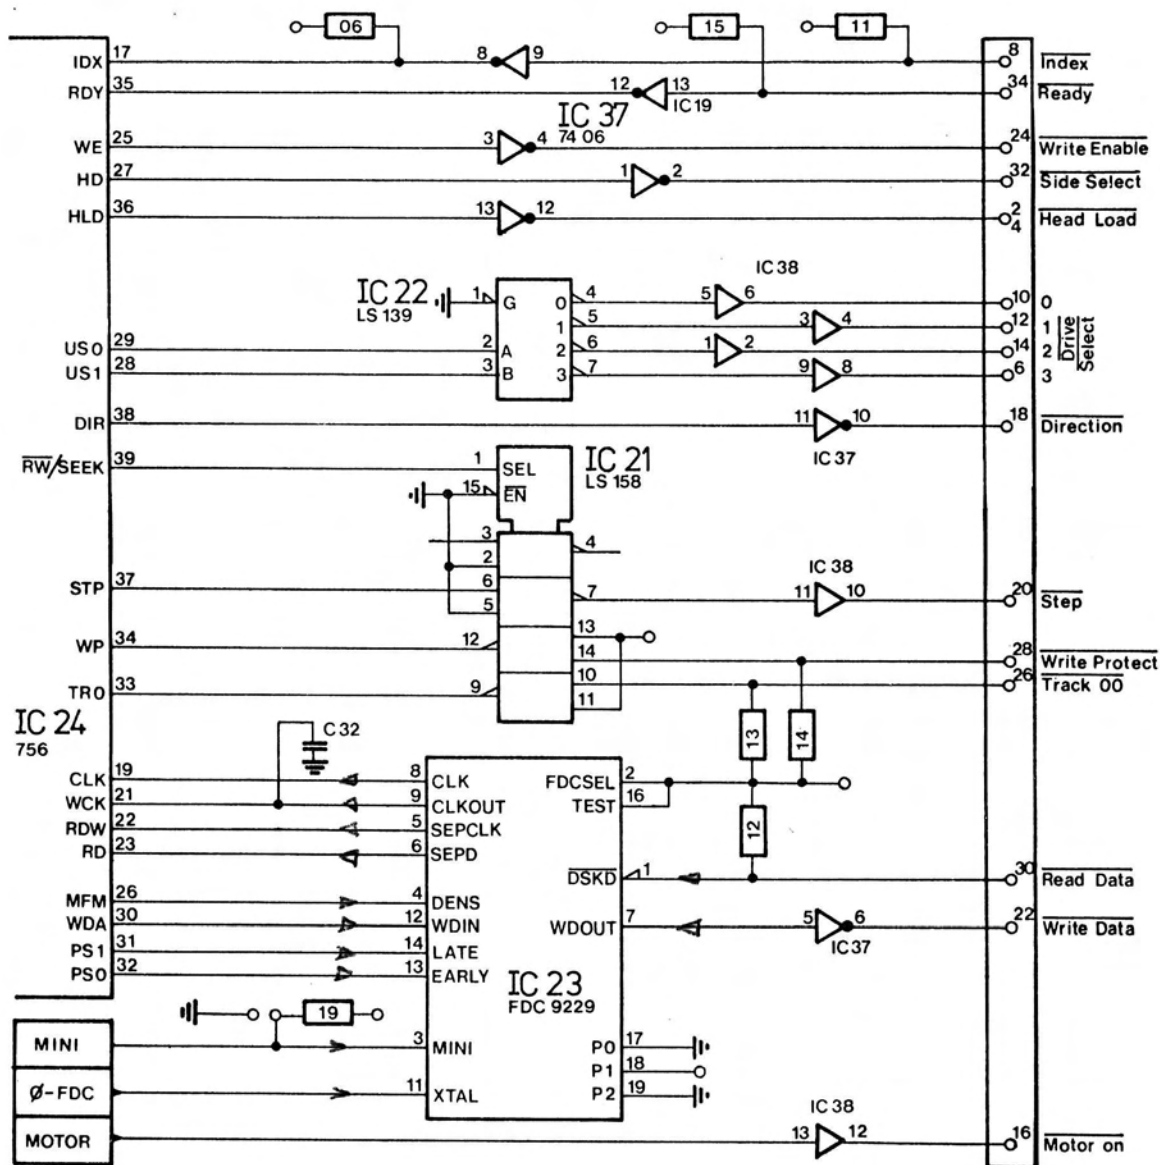 06
15
11
IDX 17 8 9 8 Index
RDY 35 12 13 IC19 34 Ready
IC 37
74 06
WE 25 3 4 24 Write Enable
HD 27 1 2 32 Side Select
HLD 36 13 12 2 4 Head Load
IC 38
IC 22
LS 139
1 G 0 4 5 6 10 0
1 5 3 4 12 1
US0 29 2 A 2 6 1 2 14 2
US1 28 3 B 3 7 9 8 6 3
Drive
Select
DIR 38 11 10 18 Direction
IC 37
RW/SEEK 39 1 SEL
IC 21
LS 158
15 EN
3 4
2
IC 38
STP 37 6 7 11 10 20 Step
5
13
WP 34 12 14 28 Write Protect
TR0 33 9 10 26 Track 00
11
IC 24
756
C 32
13
14
CLK 19 8 CLK FDCSEL 2
WCK 21 9 CLKOUT TEST 16
RDW 22 5 SEPCLK
12
RD 23 6 SEPD DSKD 1 30 Read Data
MFM 26 4 DENS
WDA 30 12 WDIN WDOUT 7 5 6 22 Write Data
IC37
PS1 31 14 LATE
PS0 32 13 EARLY
IC 23
FDC 9229
19
MINI 3 MINI P0 17
P1 18
Ø-FDC 11 XTAL P2 19
IC 38
MOTOR 13 12 16 Motor on